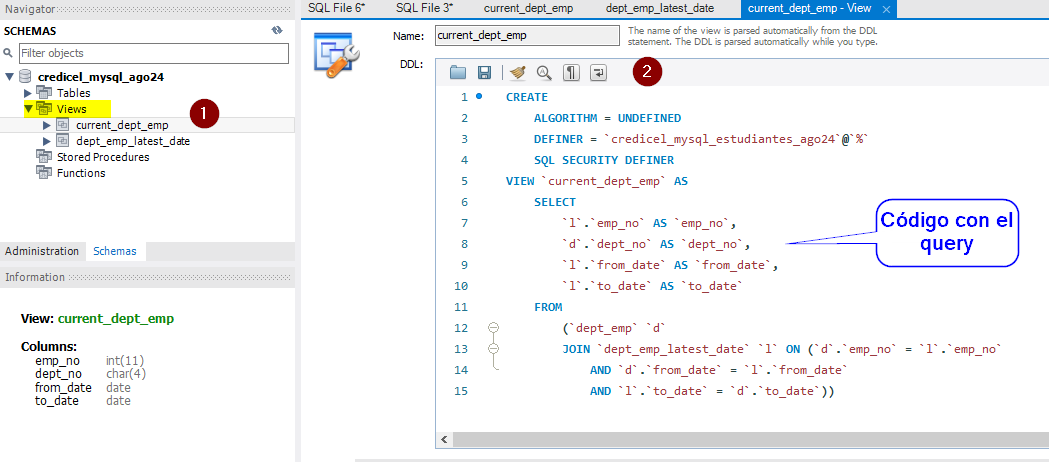 Navigator
SCHEMAS
Filter objects
credicel_mysql_ago24
Tables
Views
1
current_dept_emp
dept_emp_latest_date
Stored Procedures
Functions
Administration Schemas
Information
View: current_dept_emp
Columns:
emp_no int(11)
dept_no char(4)
from_date date
to_date date
SQL File 6* SQL File 3* current_dept_emp dept_emp_latest_date current_dept_emp - View ×
Name: current_dept_emp
The name of the view is parsed automatically from the DDL
statement. The DDL is parsed automatically while you type.
DDL:
2
1 CREATE
2 ALGORITHM = UNDEFINED
3 DEFINER = `credicel_mysql_estudiantes_ago24`@`%`
4 SQL SECURITY DEFINER
5 VIEW `current_dept_emp` AS
6 SELECT
7 `l`.`emp_no` AS `emp_no`,
8 `d`.`dept_no` AS `dept_no`,
9 `l`.`from_date` AS `from_date`,
10 `l`.`to_date` AS `to_date`
11 FROM
12 (`dept_emp` `d`
13 JOIN `dept_emp_latest_date` `l` ON (`d`.`emp_no` = `l`.`emp_no`
14 AND `d`.`from_date` = `l`.`from_date`
15 AND `l`.`to_date` = `d`.`to_date`))
Código con el
query